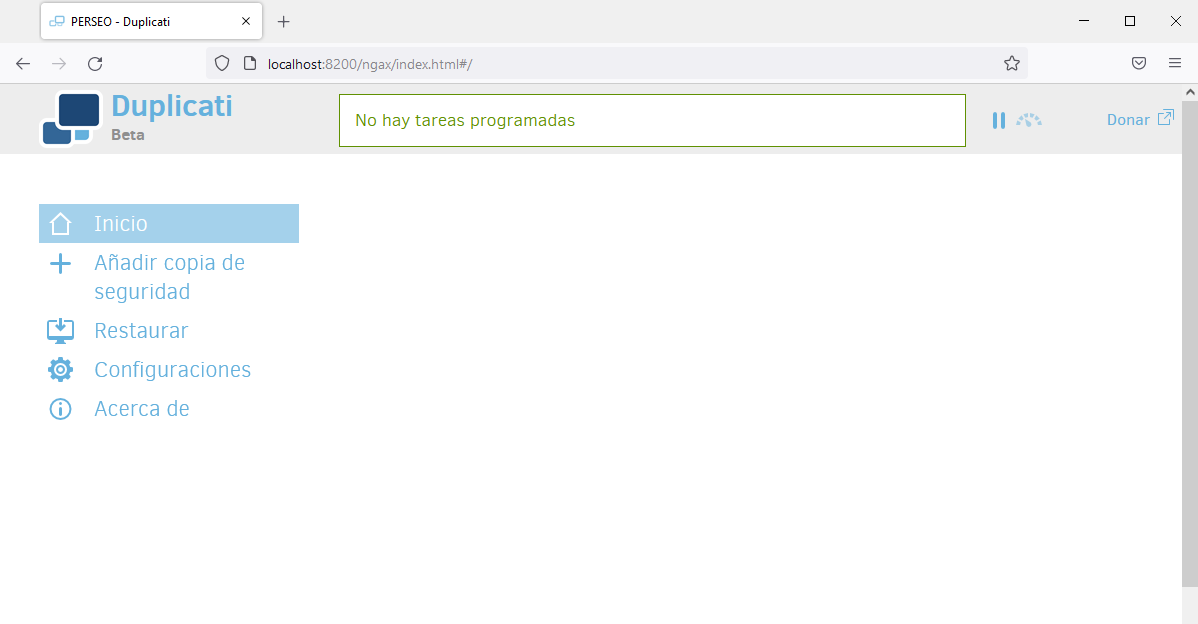 PERSEO - Duplicati
localhost:8200/ngax/index.html#/
Duplicati
Beta
No hay tareas programadas
Donar
Inicio
Añadir copia de
seguridad
Restaurar
Configuraciones
Acerca de